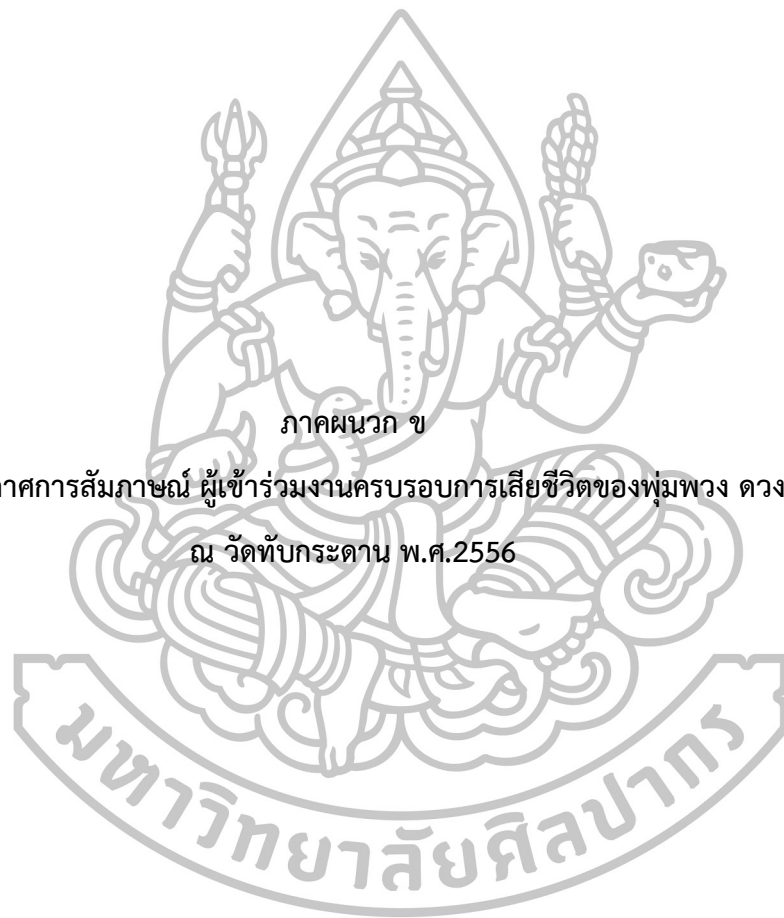 ภาคผนวก ข
าศการสัมภาษณ์ ผู้เข้าร่วมงานครบรอบการเสียชีวิตของพุ่มพวง ดวง
ณ วัดทับกระดาน พ.ศ.2556
มหาวิทยาลัยศิลปากร